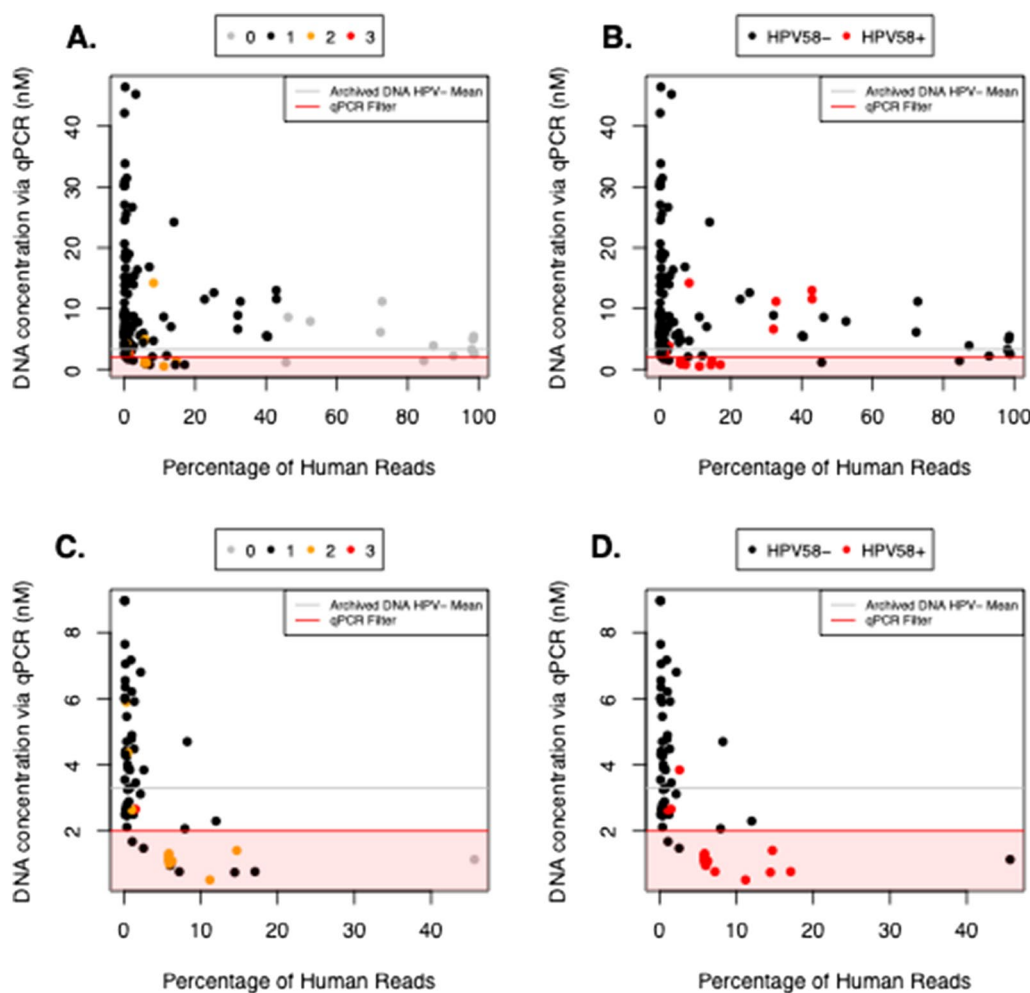 A.
0 1 2 3
Archived DNA HPV- Mean
qPCR Filter
DNA concentration via qPCR (nM)
40
30
20
10
0
0 20 40 60 80 100
Percentage of Human Reads
B.
HPV58- HPV58+
Archived DNA HPV- Mean
qPCR Filter
DNA concentration via qPCR (nM)
40
30
20
10
0
0 20 40 60 80 100
Percentage of Human Reads
C.
0 1 2 3
Archived DNA HPV- Mean
qPCR Filter
DNA concentration via qPCR (nM)
8
6
4
2
0 10 20 30 40
Percentage of Human Reads
D.
HPV58- HPV58+
Archived DNA HPV- Mean
qPCR Filter
DNA concentration via qPCR (nM)
8
6
4
2
0 10 20 30 40
Percentage of Human Reads